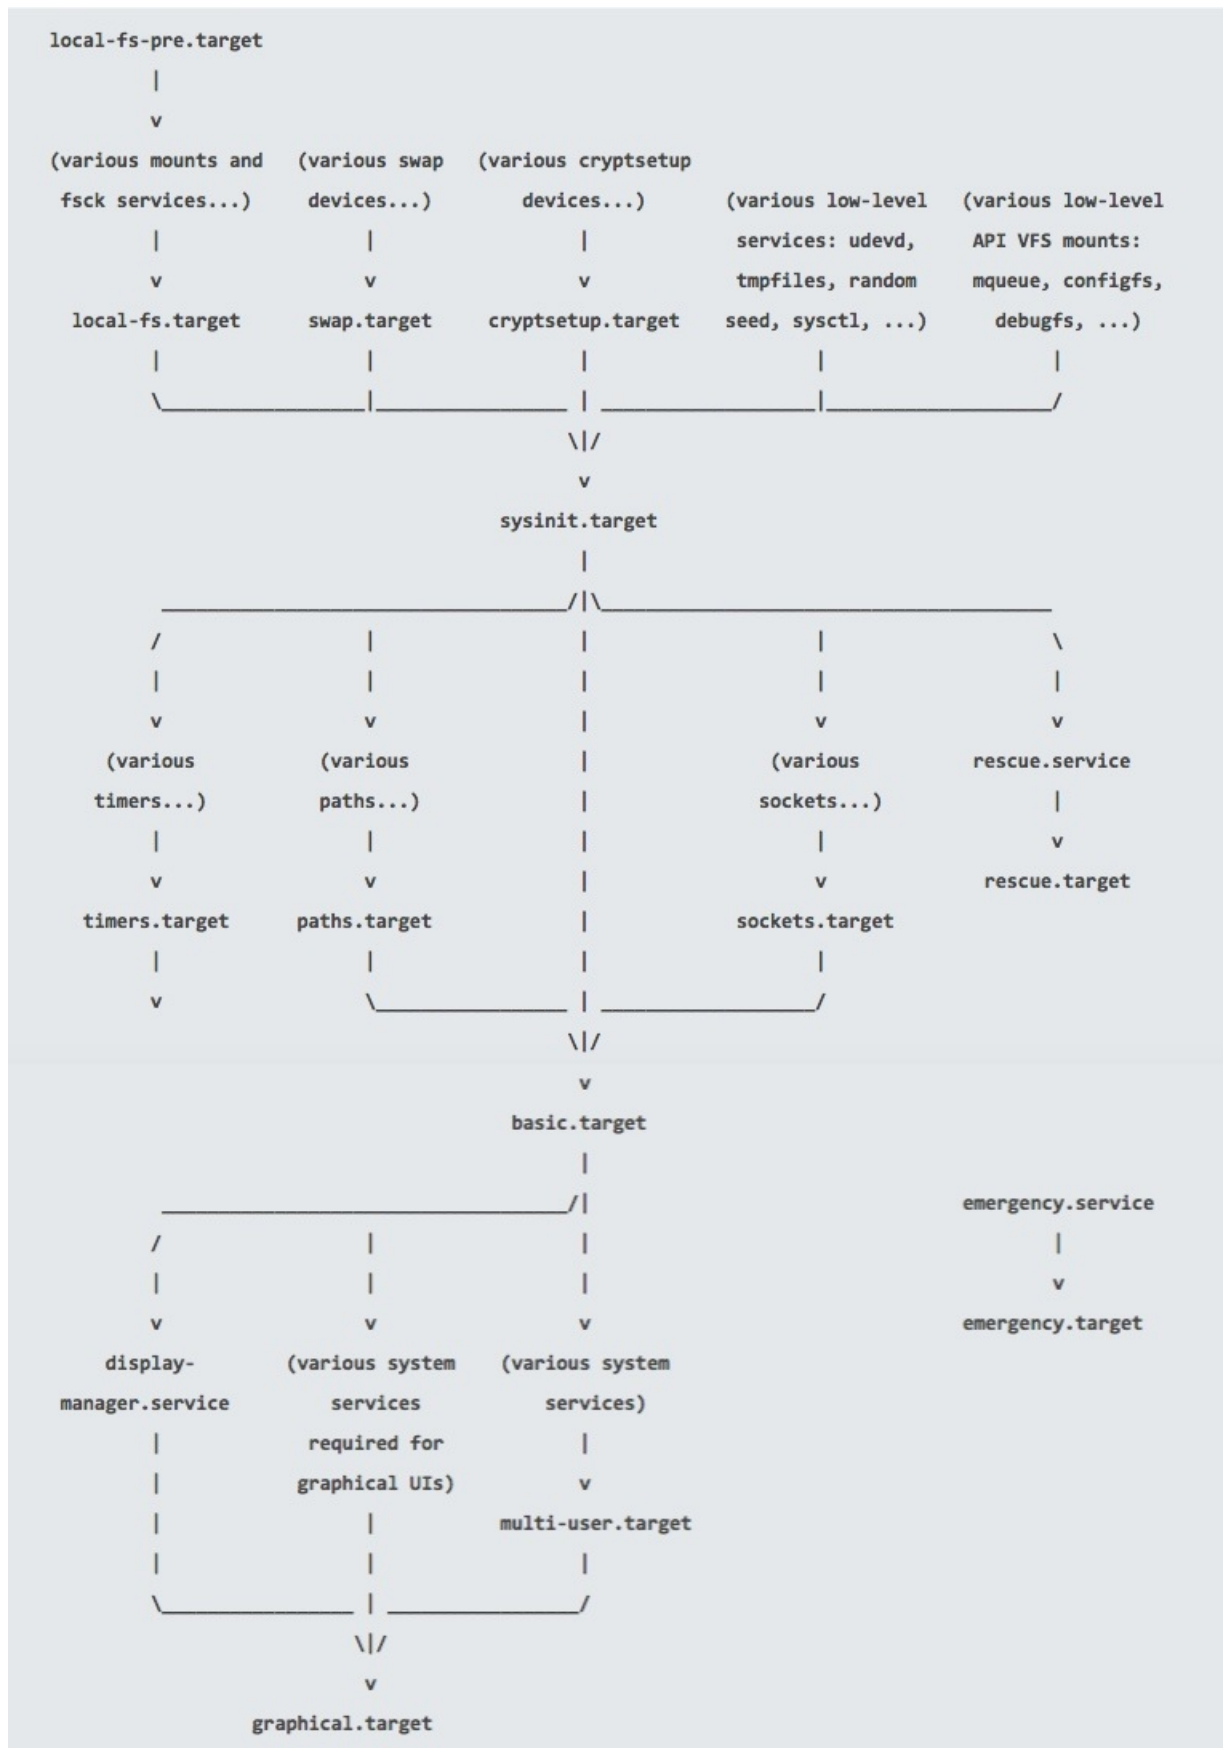 local-fs-pre.target
|
v
(various mounts and   (various swap   (various cryptsetup
fsck services...)     devices...)       devices...)       (various low-level   (various low-level
|                  |                  |             services: udevd,     API VFS mounts:
v                  v                  v             tmpfiles, random     mqueue, configfs,
local-fs.target      swap.target     cryptsetup.target    seed, sysctl, ...)   debugfs, ...)
|                  |                  |                    |                    |
\__________________|_________________ | ___________________|____________________/
\|/
v
sysinit.target
|
____________________________________/|\________________________________________
/                  |                  |                    |                    \
|                  |                  |                    |                    |
v                  v                  |                    v                    v
(various           (various           |                (various          rescue.service
timers...)          paths...)         |               sockets...)               |
|                  |                  |                    |                    v
v                  v                  |                    v              rescue.target
timers.target      paths.target       |             sockets.target
|                  |                  |                    |
v                  \_________________ | ___________________/
\|/
v
basic.target
|
____________________________________/|                                 emergency.service
/                  |                  |                                         |
|                  |                  |                                         v
v                  v                  v                                 emergency.target
display-        (various system    (various system
manager.service     services           services)
|             required for            |
|            graphical UIs)           v
|                  |            multi-user.target
|                  |                  |
\_________________ | _________________/
\|/
v
graphical.target